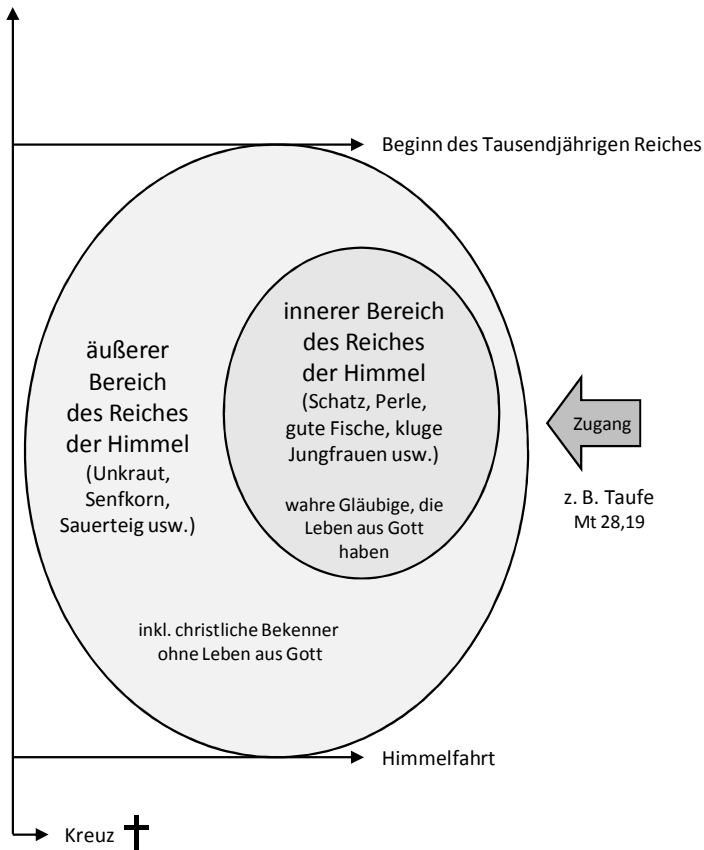 Beginn des Tausendjährigen Reiches
innerer Bereich
des Reiches
der Himmel
(Schatz, Perle,
gute Fische, kluge
Jungfrauen usw.)
wahre Gläubige, die
Leben aus Gott
haben
äußerer
Bereich
des Reiches
der Himmel
(Unkraut,
Senfkorn,
Sauerteig usw.)
Zugang
z. B. Taufe
Mt 28,19
inkl. christliche Bekenner
ohne Leben aus Gott
Himmelfahrt
Kreuz